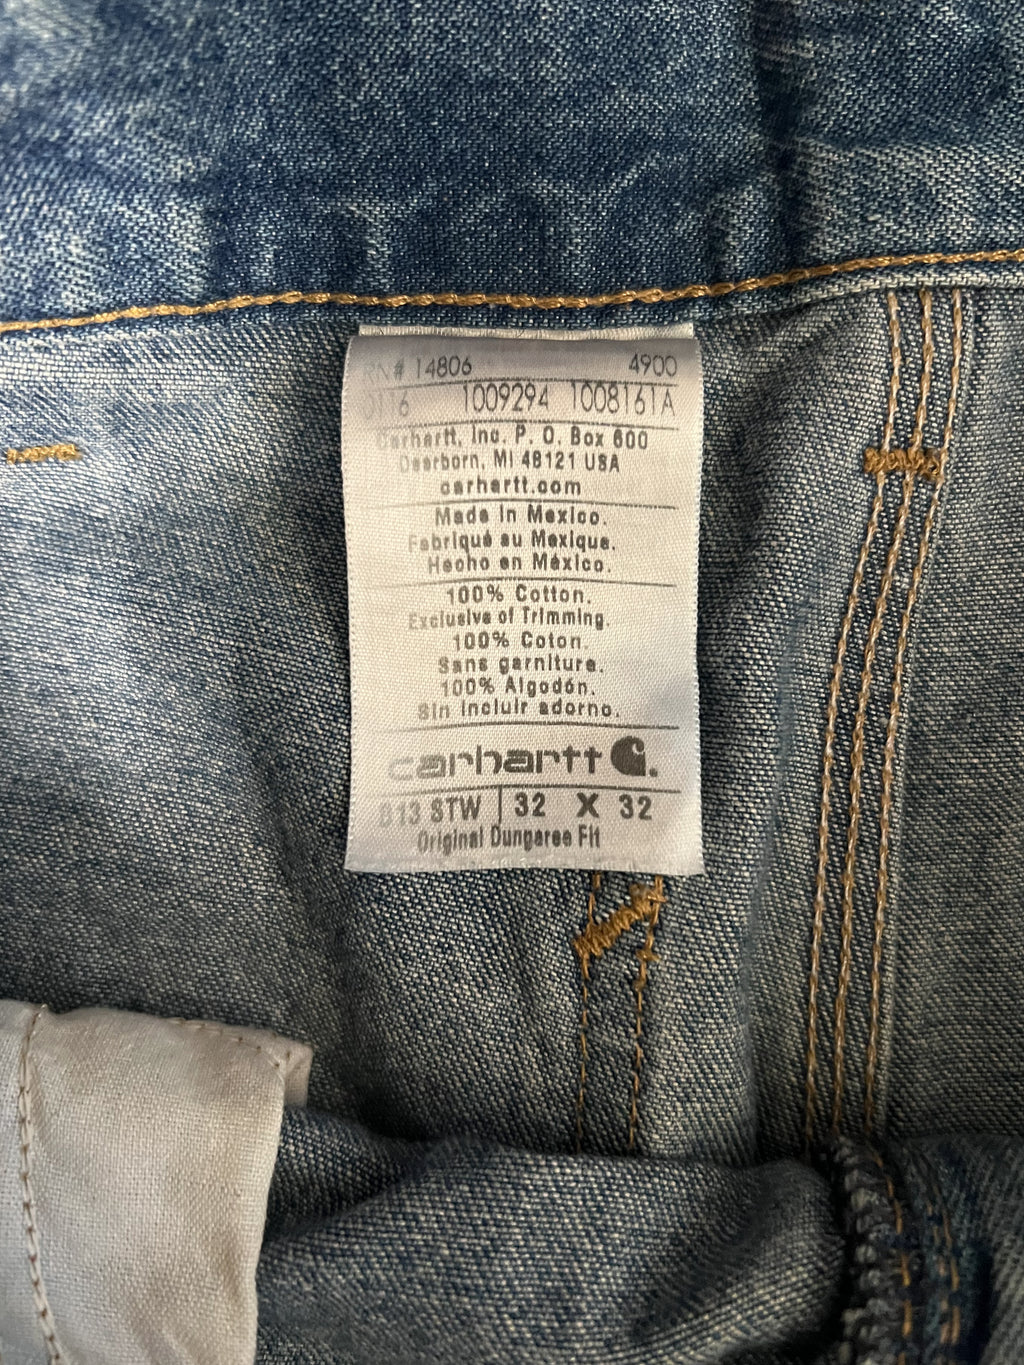 RN# 14806 4900
0116 1009294 1008161A
Carhartt, Inc. P. O. Box 600
Dearborn, MI 48121 USA
carhartt.com
Made in Mexico.
Fabriqué au Mexique.
Hecho en México.
100% Cotton.
Exclusive of Trimming.
100% Coton.
Sans garniture.
100% Algodón.
Sin incluir adorno.
carhartt
B13 STW | 32 X 32
Original Dungaree Fit